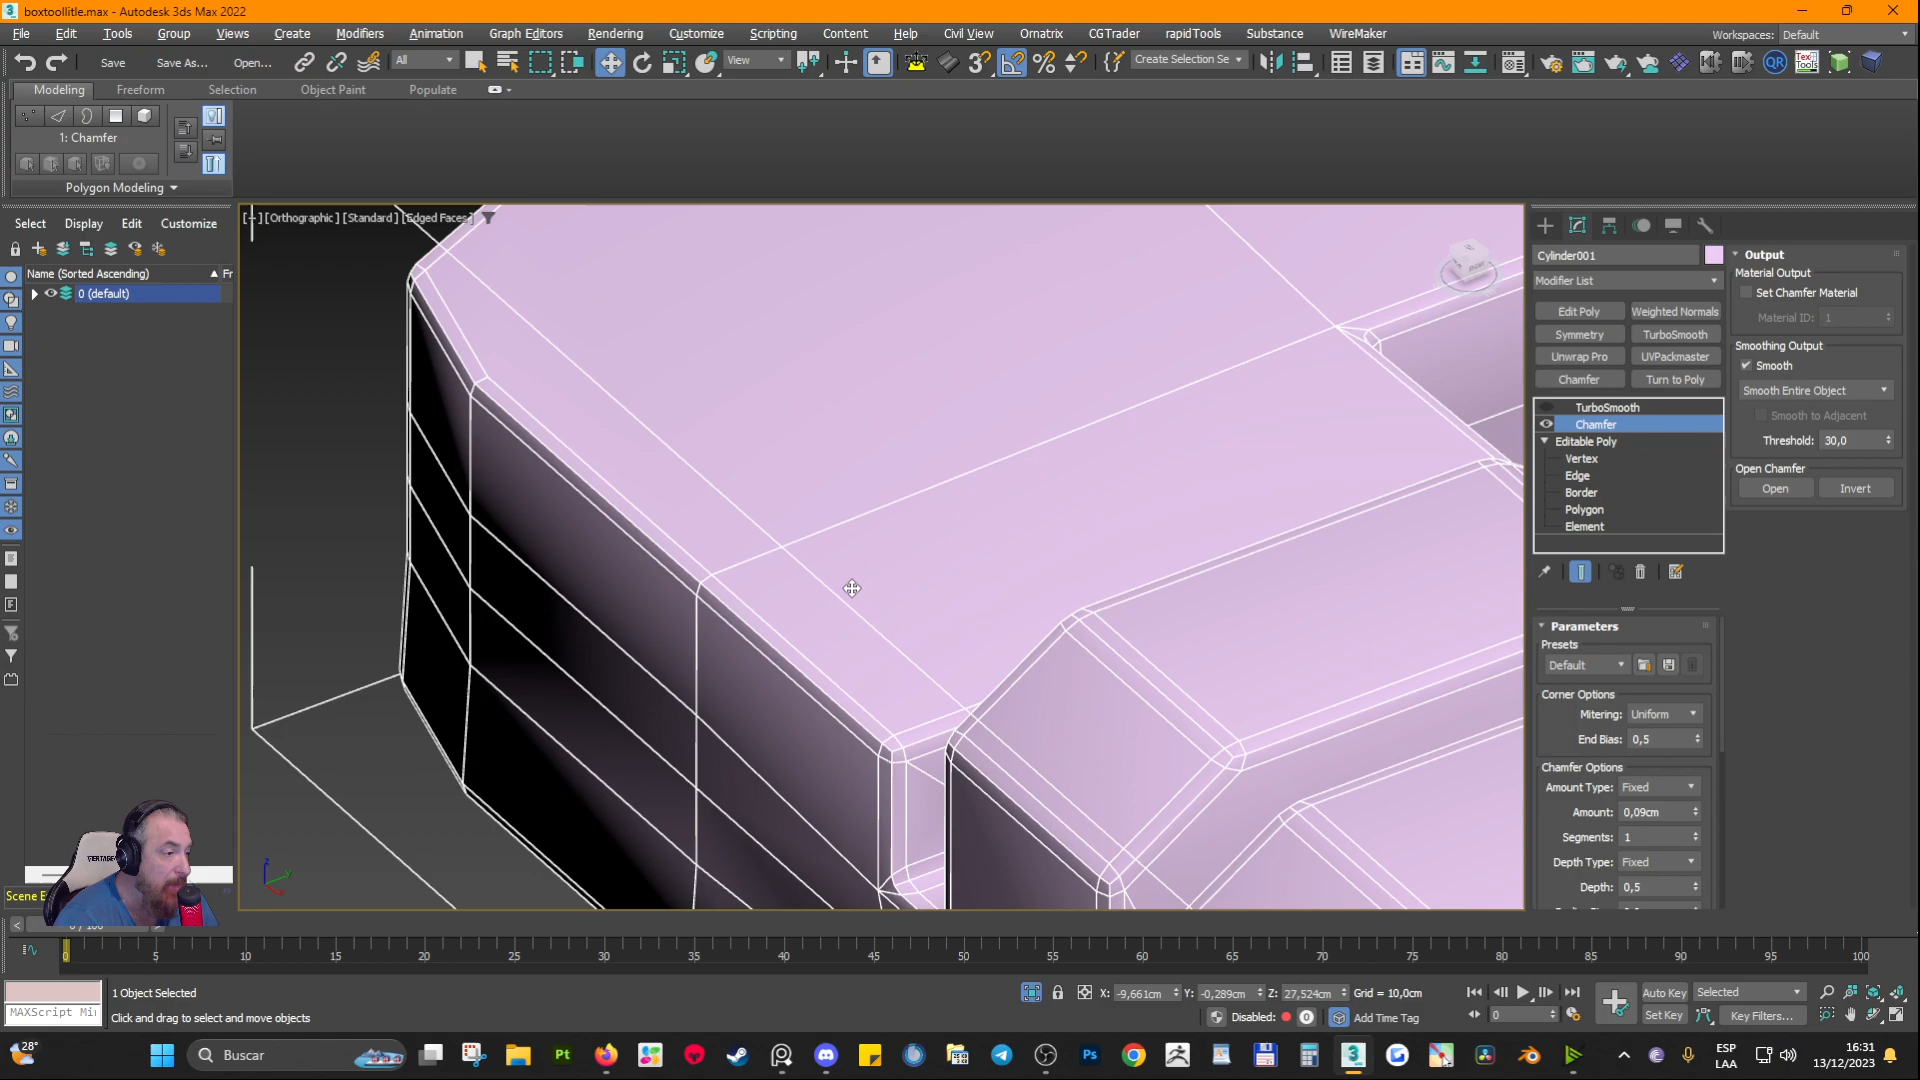 boxtoollitle.max - Autodesk 3ds Max 2022
File Edit Tools Group Views Create Modifiers Animation Graph Editors Rendering Customize Scripting Content Help Civil View Ornatrix CGTrader rapidTools Substance WireMaker Workspaces: Default
Save Save As... Open... All View Create Selection Se QR
Modeling Freeform Selection Object Paint Populate
1: Chamfer
Polygon Modeling
Select Display Edit Customize
Name (Sorted Ascending) Fr
0 (default)
[+] [Orthographic] [Standard] [Edged Faces]
Cylinder001
Modifier List
Edit Poly Weighted Normals
Symmetry TurboSmooth
Unwrap Pro UVPackmaster
Chamfer Turn to Poly
TurboSmooth
Chamfer
Editable Poly
Vertex
Edge
Border
Polygon
Element
Parameters
Presets
Default
Corner Options
Mitering: Uniform
End Bias: 0,5
Chamfer Options
Amount Type: Fixed
Amount: 0,09cm
Segments: 1
Depth Type: Fixed
Depth: 0,5
Output
Material Output
Set Chamfer Material
Material ID: 1
Smoothing Output
Smooth
Smooth Entire Object
Smooth to Adjacent
Threshold: 30,0
Open Chamfer
Open Invert
Scene E
0 / 100
0 5 10 15 20 25 30 35 40 45 50 55 60 65 70 75 80 85 90 95 100
1 Object Selected X: -9,661cm Y: -0,289cm Z: 27,524cm Grid = 10,0cm Auto Key Selected
MAXScript Mi Click and drag to select and move objects Disabled: 0 Add Time Tag 0 Set Key Key Filters...
28° Buscar ESP LAA 16:31 13/12/2023